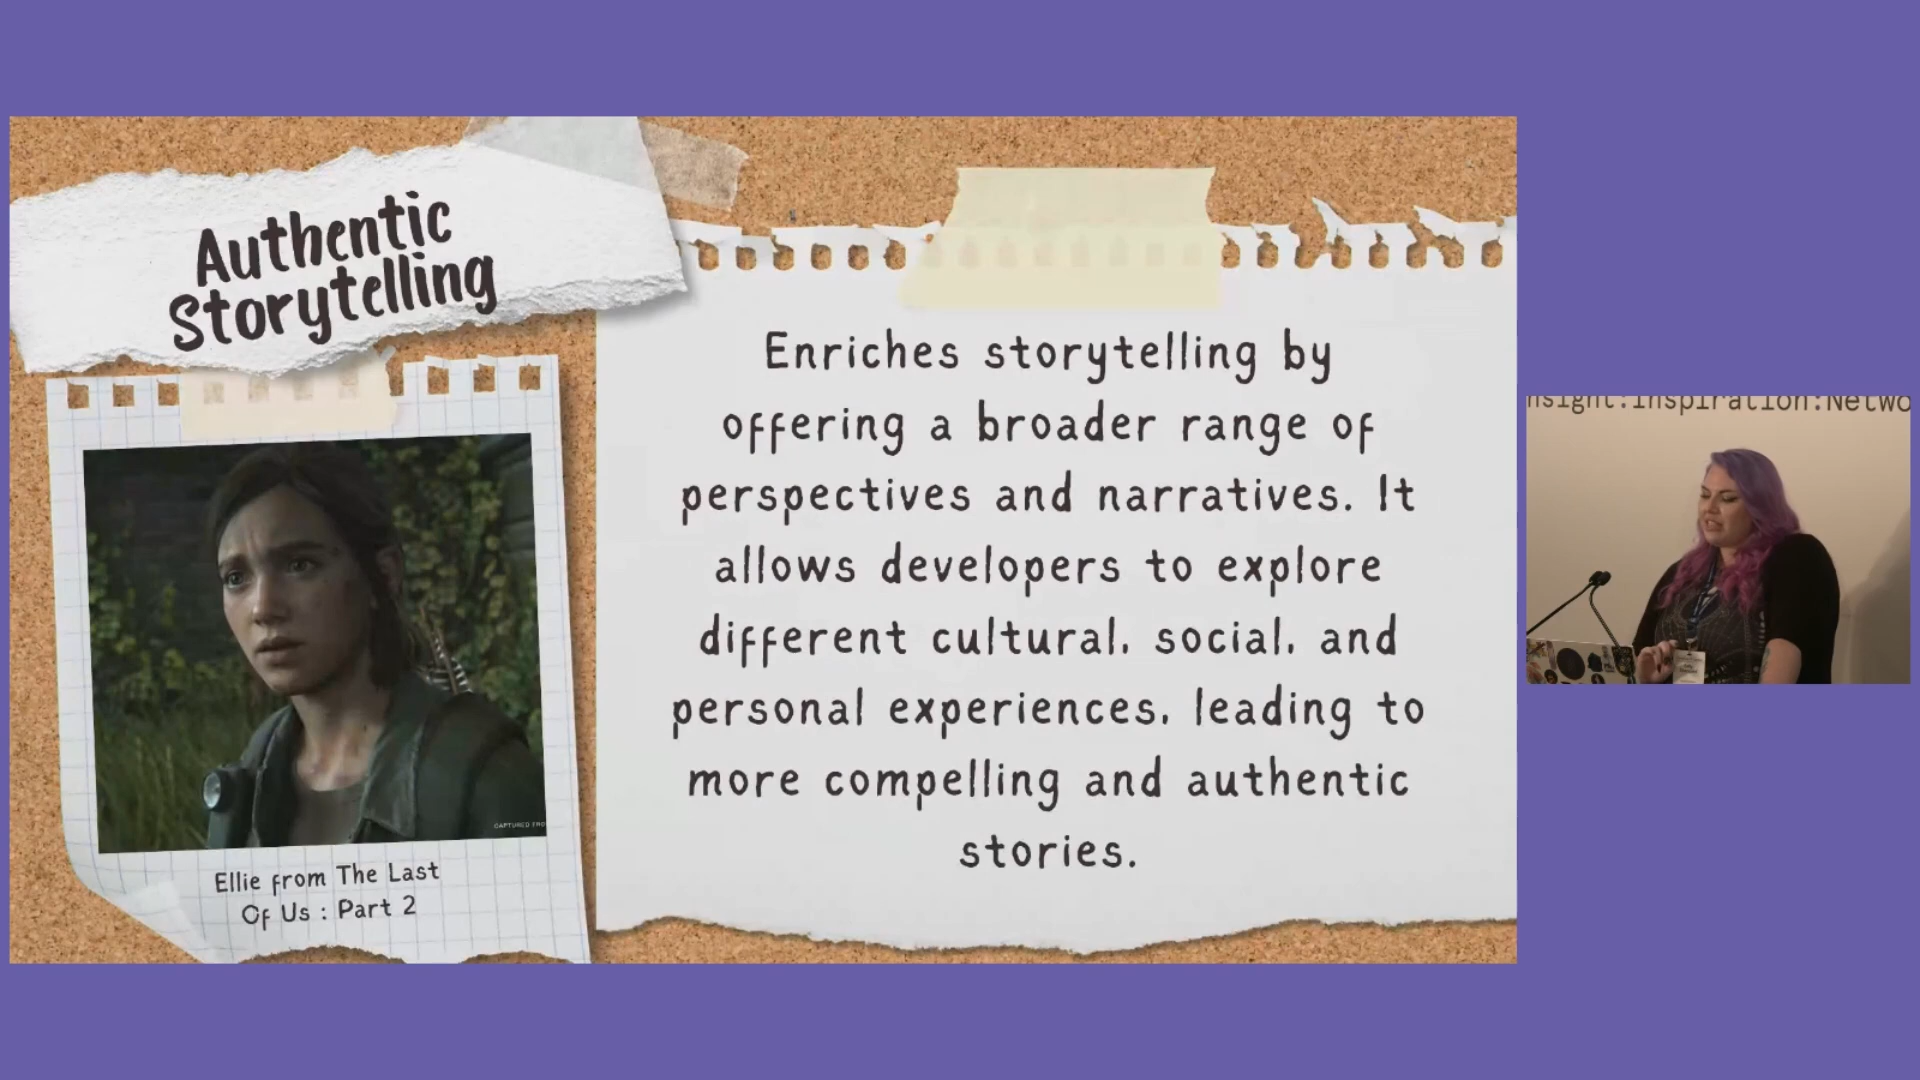 Authentic
Storytelling
Enriches storytelling by
offering a broader range of
perspectives and narratives. It
allows developers to explore
different cultural, social, and
personal experiences, leading to
more compelling and authentic
stories.
CAPTURED
Ellie from The Last
Of Us : Part 2
nsight:Inspiration:Netwo